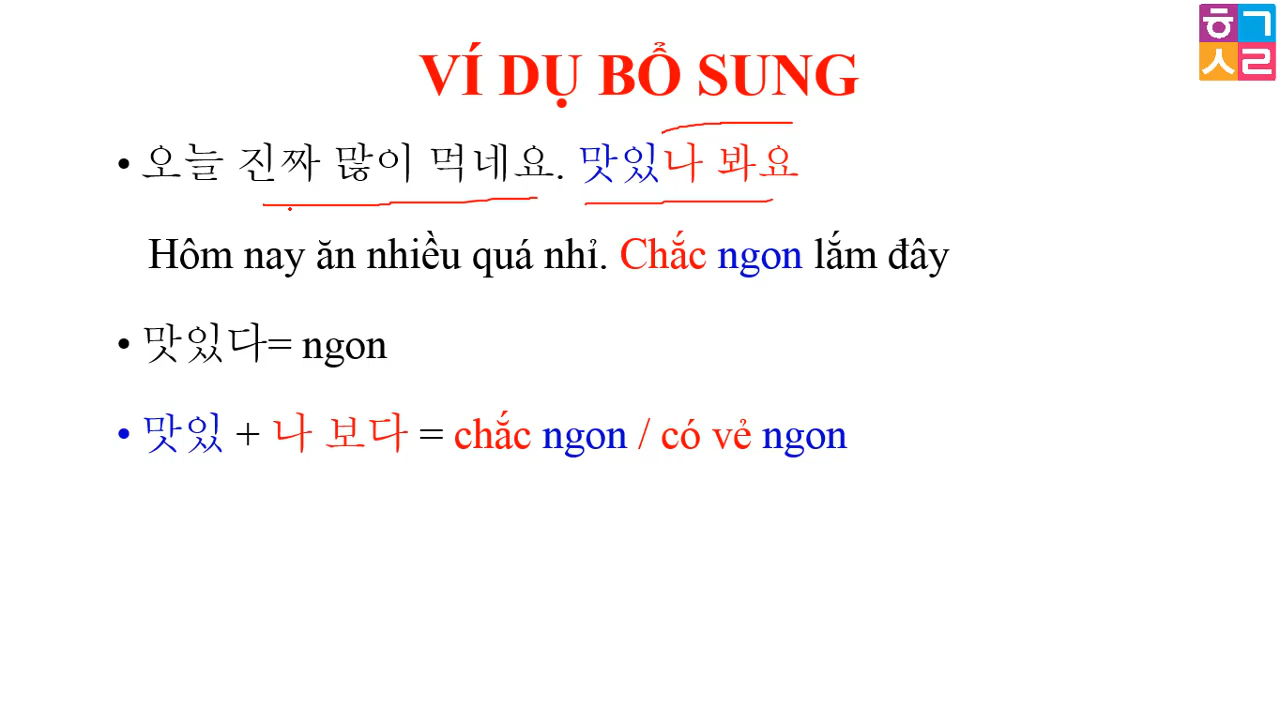 VÍ DỤ BỔ SUNG
• 오늘 진짜 많이 먹네요. 맛있나 봐요
Hôm nay ăn nhiều quá nhỉ. Chắc ngon lắm đây
• 맛있다= ngon
• 맛있 + 나 보다 = chắc ngon / có vẻ ngon
ㅎㄱ
ㅅㄹ